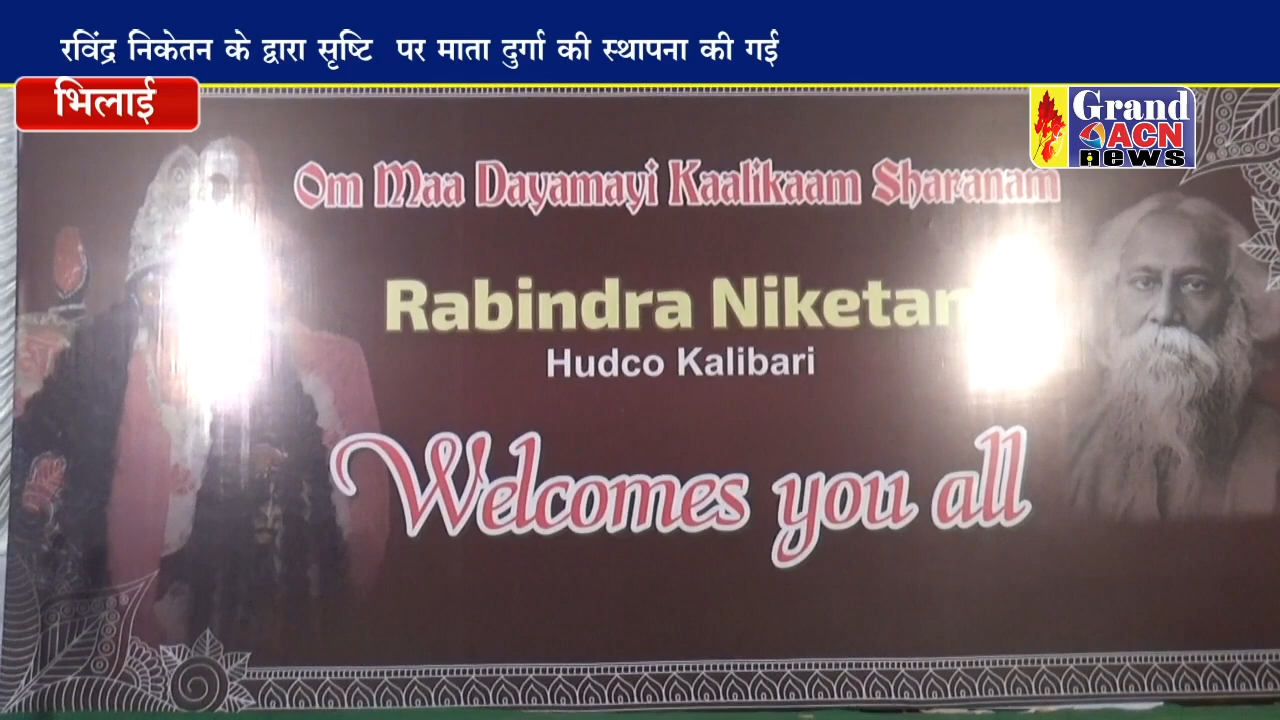 रविंद्र निकेतन के द्वारा सृष्टि पर माता दुर्गा की स्थापना की गई
भिलाई
Grand
ACN
news
Om Maa Dayamayi Kaalikaam Sharanam
Rabindra Niketan
Hudco Kalibari
Welcomes you all